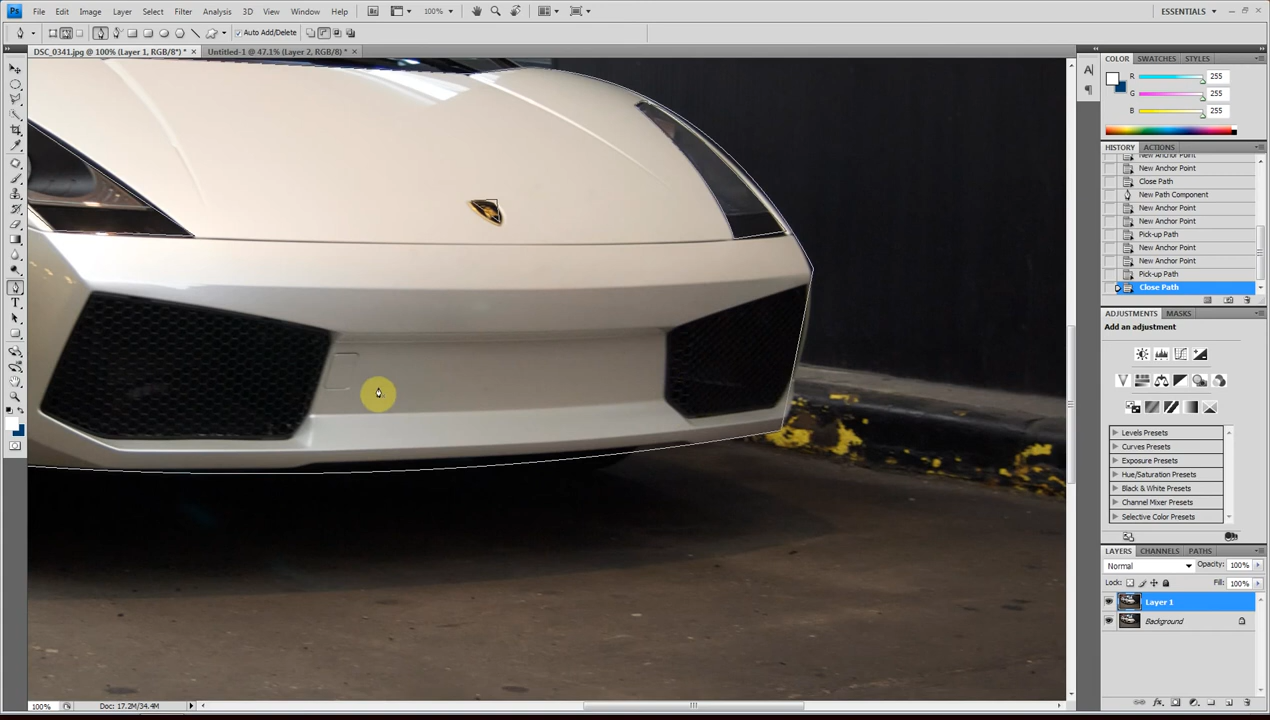 Ps File Edit Image Layer Select Filter Analysis 3D View Window Help 100% ESSENTIALS
Auto Add/Delete
DSC_0341.jpg @ 100% (Layer 1, RGB/8*) * Untitled-1 @ 47.1% (Layer 2, RGB/8) *
COLOR SWATCHES STYLES
R 255
G 255
B 255
HISTORY ACTIONS
New Anchor Point
New Anchor Point
Close Path
New Path Component
New Anchor Point
New Anchor Point
Pick-up Path
New Anchor Point
New Anchor Point
Pick-up Path
Close Path
ADJUSTMENTS MASKS
Add an adjustment
Levels Presets
Curves Presets
Exposure Presets
Hue/Saturation Presets
Black & White Presets
Channel Mixer Presets
Selective Color Presets
LAYERS CHANNELS PATHS
Normal Opacity: 100%
Lock: Fill: 100%
Layer 1
Background
100% Doc: 17.2M/34.4M